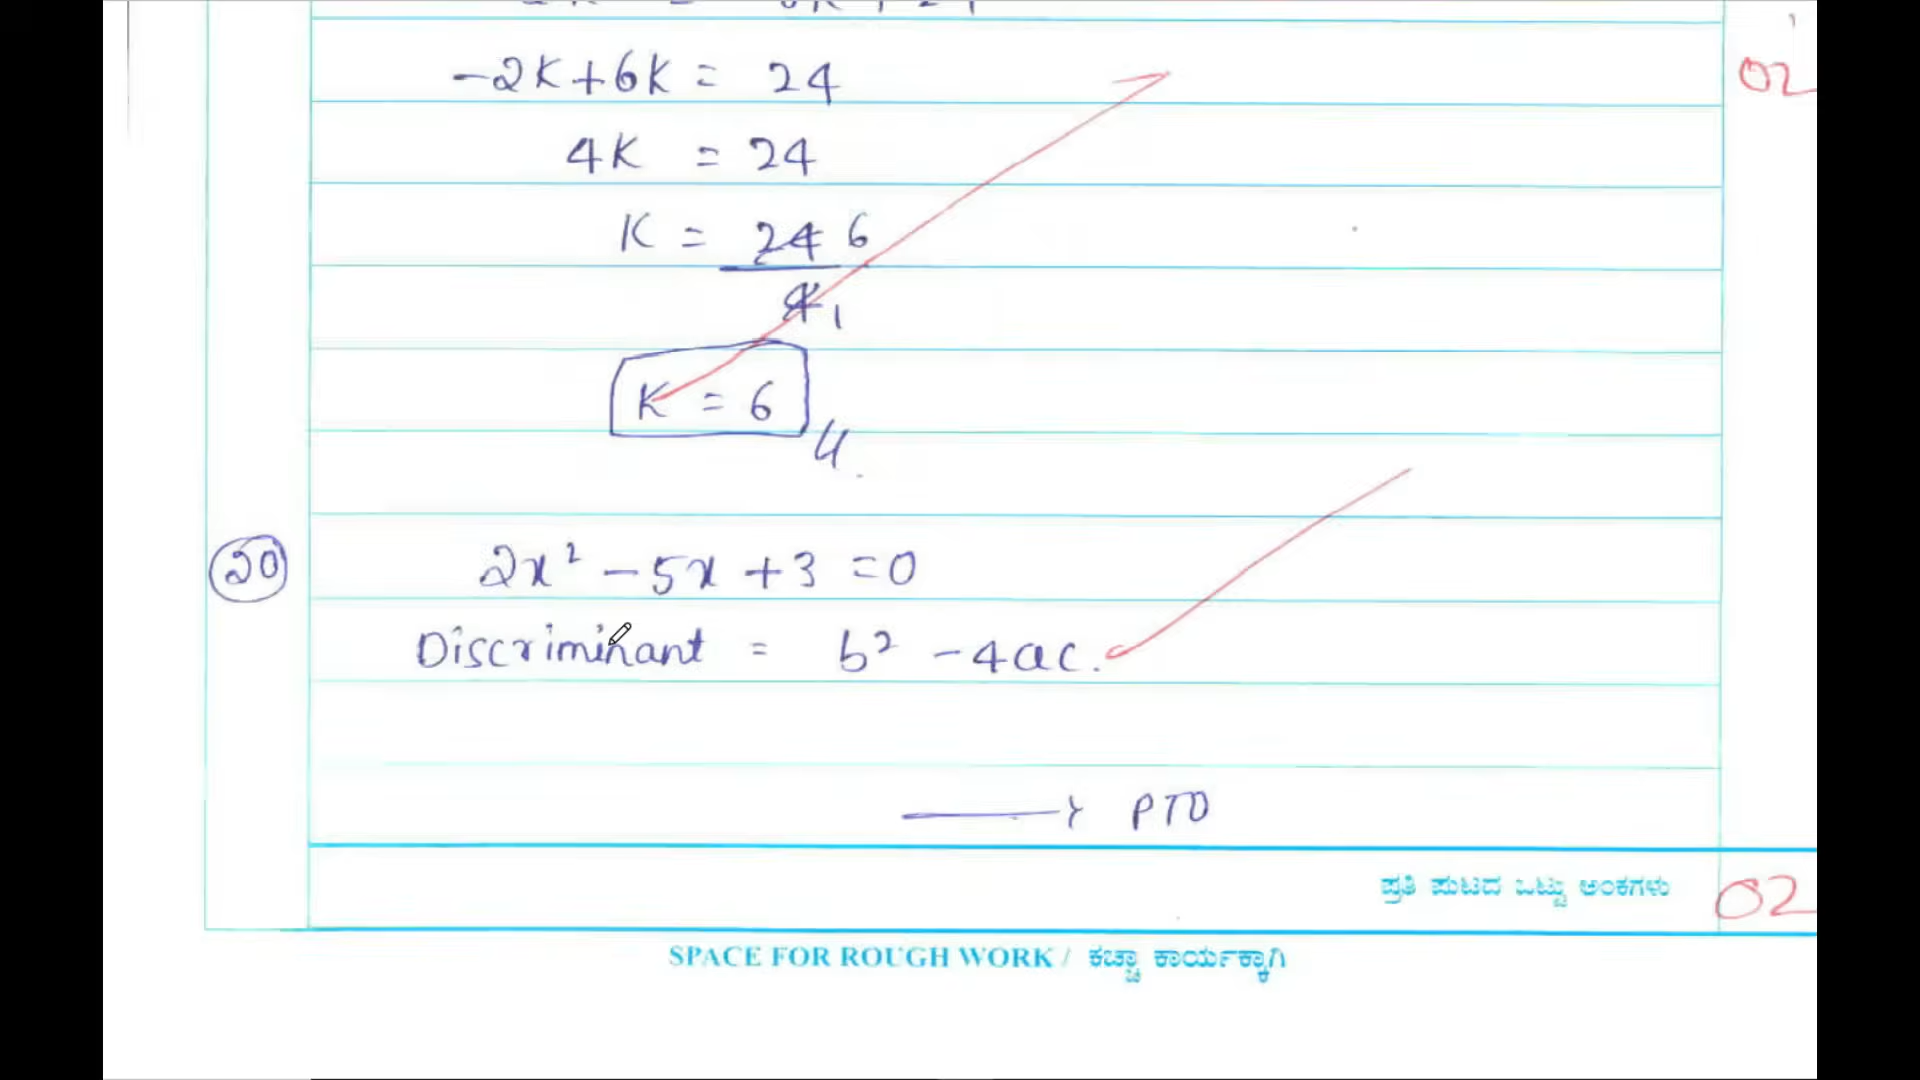 -2K+6K = 24
02
4K = 24
K = 24 6
4 1
K = 6
20
2x² - 5x + 3 = 0
Discriminant = b² - 4ac.
PTO
ಪ್ರತಿ ಪುಟದ ಒಟ್ಟು ಅಂಕಗಳು 02
SPACE FOR ROUGH WORK / ಕಚ್ಚಾ ಕಾರ್ಯಕ್ಕಾಗಿ